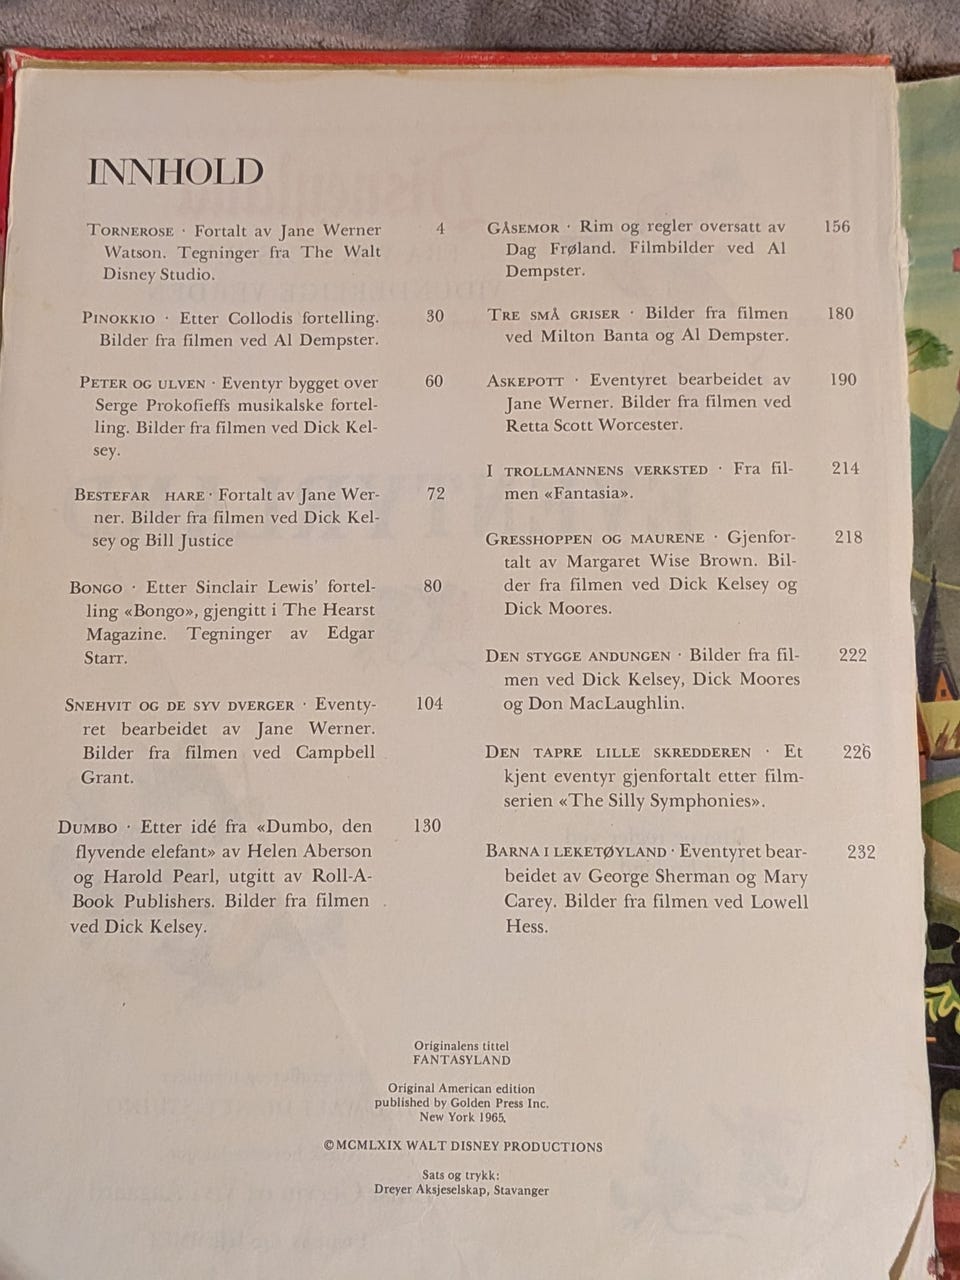 INNHOLD
TORNEROSE · Fortalt av Jane Werner 4
Watson. Tegninger fra The Walt
Disney Studio.
PINOKKIO · Etter Collodis fortelling. 30
Bilder fra filmen ved Al Dempster.
PETER OG ULVEN · Eventyr bygget over 60
Serge Prokofieffs musikalske fortel-
ling. Bilder fra filmen ved Dick Kel-
sey.
BESTEFAR HARE · Fortalt av Jane Wer- 72
ner. Bilder fra filmen ved Dick Kel-
sey og Bill Justice
BONGO · Etter Sinclair Lewis' fortel- 80
ling «Bongo», gjengitt i The Hearst
Magazine. Tegninger av Edgar
Starr.
SNEHVIT OG DE SYV DVERGER · Eventy- 104
ret bearbeidet av Jane Werner.
Bilder fra filmen ved Campbell
Grant.
DUMBO · Etter idé fra «Dumbo, den 130
flyvende elefant» av Helen Aberson
og Harold Pearl, utgitt av Roll-A-
Book Publishers. Bilder fra filmen
ved Dick Kelsey.
GÅSEMOR · Rim og regler oversatt av 156
Dag Frøland. Filmbilder ved Al
Dempster.
TRE SMÅ GRISER · Bilder fra filmen 180
ved Milton Banta og Al Dempster.
ASKEPOTT · Eventyret bearbeidet av 190
Jane Werner. Bilder fra filmen ved
Retta Scott Worcester.
I TROLLMANNENS VERKSTED · Fra fil- 214
men «Fantasia».
GRESSHOPPEN OG MAURENE · Gjenfor- 218
talt av Margaret Wise Brown. Bil-
der fra filmen ved Dick Kelsey og
Dick Moores.
DEN STYGGE ANDUNGEN · Bilder fra fil- 222
men ved Dick Kelsey, Dick Moores
og Don MacLaughlin.
DEN TAPRE LILLE SKREDDEREN · Et 226
kjent eventyr gjenfortalt etter film-
serien «The Silly Symphonies».
BARNA I LEKETØYLAND · Eventyret bear- 232
beidet av George Sherman og Mary
Carey. Bilder fra filmen ved Lowell
Hess.
Originalens tittel
FANTASYLAND
Original American edition
published by Golden Press Inc.
New York 1965.
©MCMLXIX WALT DISNEY PRODUCTIONS
Sats og trykk:
Dreyer Aksjeselskap, Stavanger